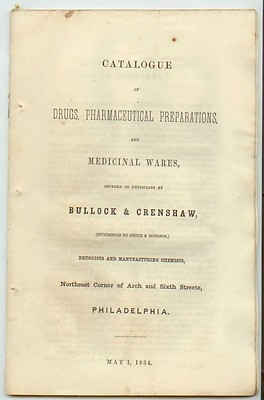 CATALOGUE
OF
DRUGS, PHARMACEUTICAL PREPARATIONS,
AND
MEDICINAL WARES,
OFFERED TO PHYSICIANS BY
BULLOCK & CRENSHAW,
(SUCCESSORS TO SMITH & HODGSON,)
DRUGGISTS AND MANUFACTURING CHEMISTS,
Northeast Corner of Arch and Sixth Streets,
PHILADELPHIA.
MAY 1, 1854.